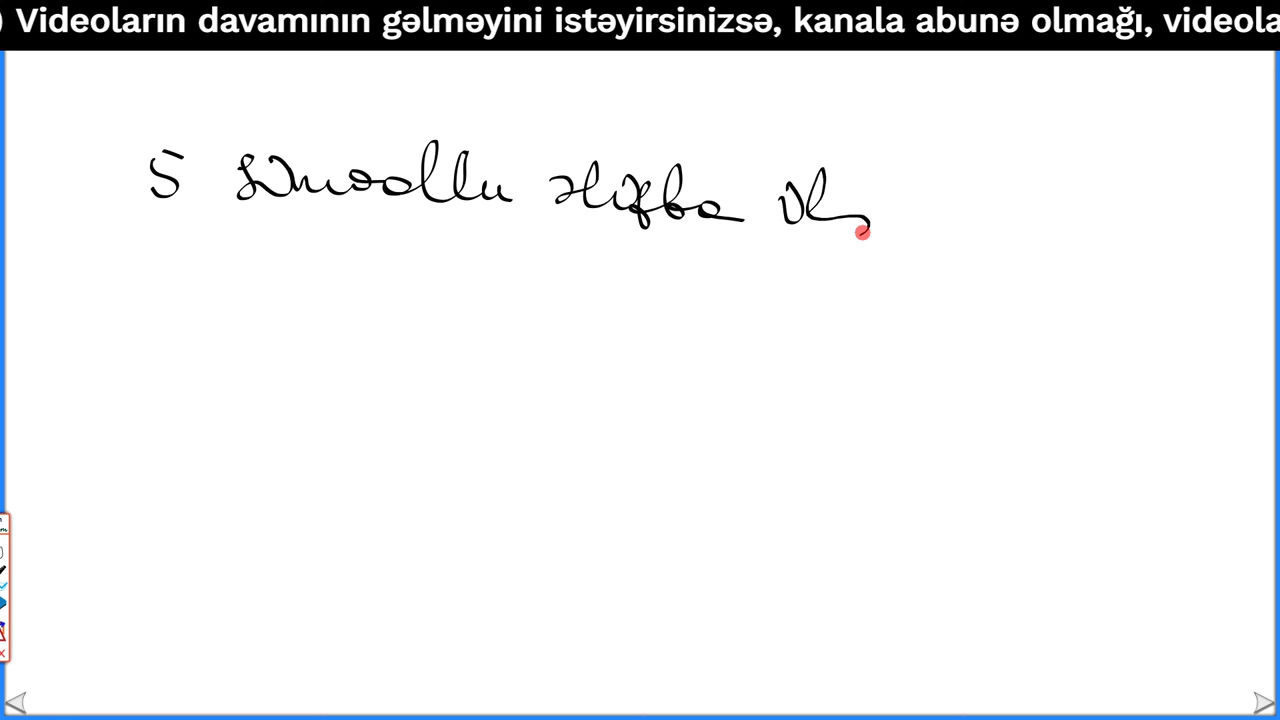 ) Videoların davamının gəlməyini istəyirsinizsə, kanala abunə olmağı, videola
5 simvollu əlifba